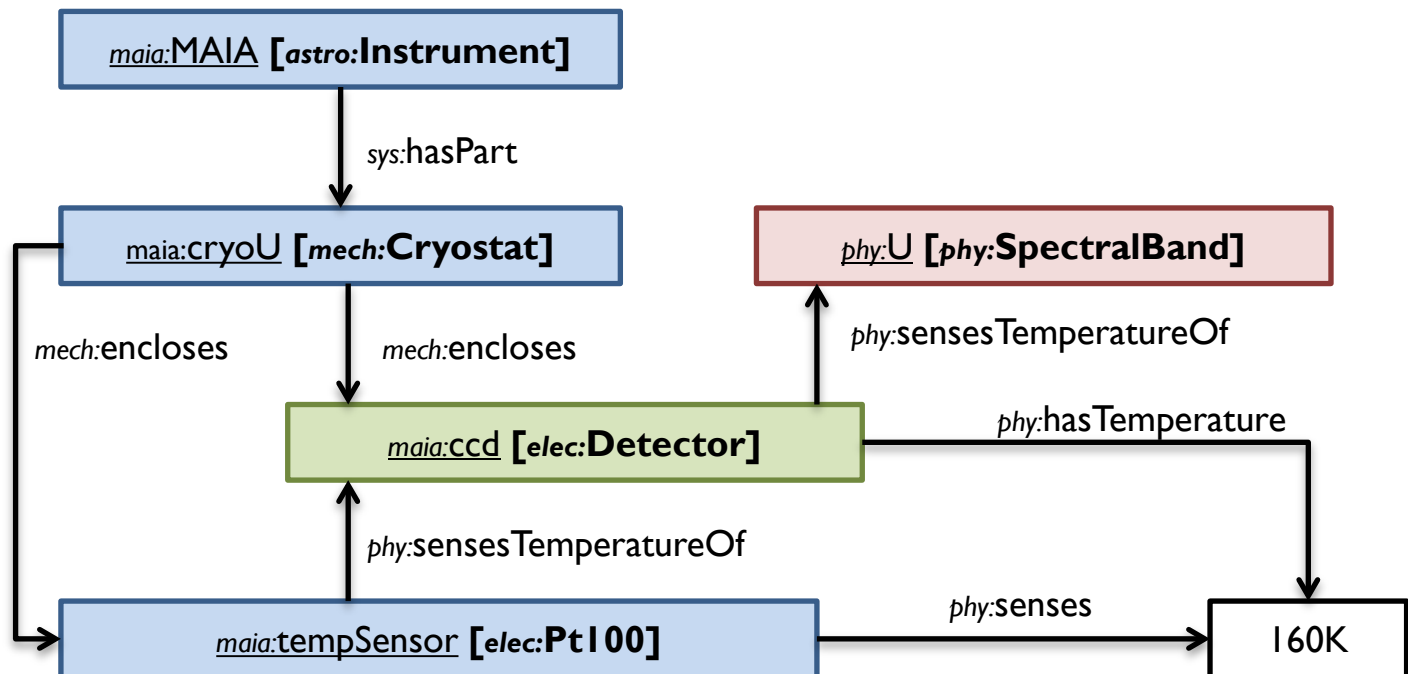 maia:MAIA [astro:Instrument]
sys:hasPart
maia:cryoU [mech:Cryostat]
phy:U [phy:SpectralBand]
mech:encloses
mech:encloses
phy:sensesTemperatureOf
phy:hasTemperature
maia:ccd [elec:Detector]
phy:sensesTemperatureOf
phy:senses
maia:tempSensor [elec:Pt100]
160K